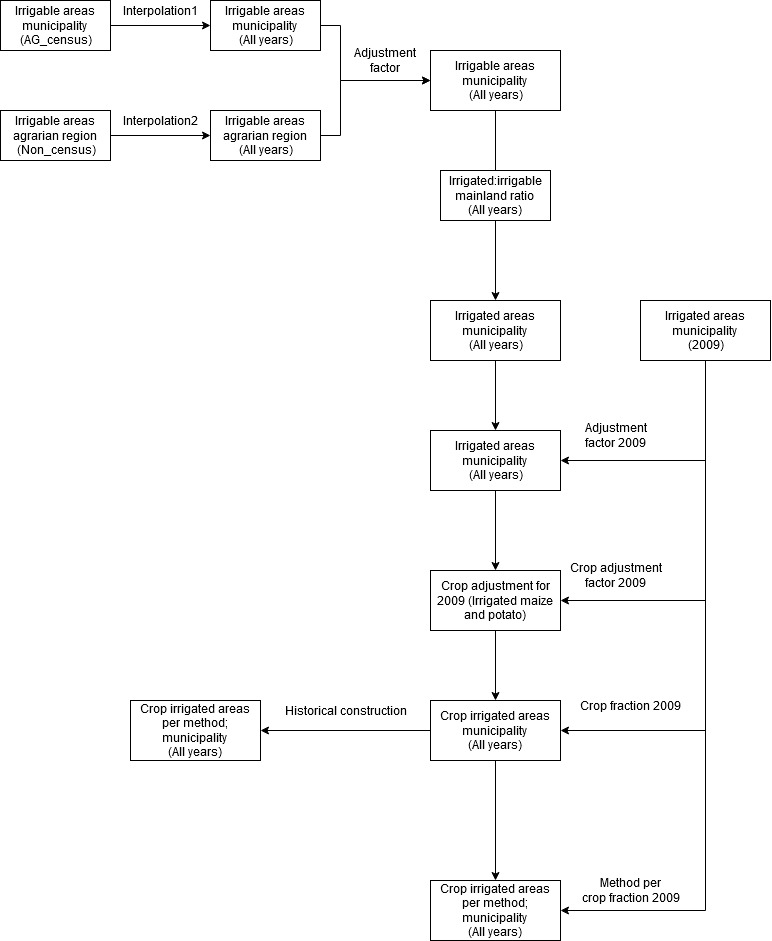 Irrigable areas
municipality
(AG_census)
Interpolation1
Irrigable areas
municipality
(All years)
Adjustment
factor
Irrigable areas
municipality
(All years)
Irrigable areas
agrarian region
(Non_census)
Interpolation2
Irrigable areas
agrarian region
(All years)
Irrigated:irrigable
mainland ratio
(All years)
Irrigated areas
municipality
(All years)
Irrigated areas
municipality
(2009)
Irrigated areas
municipality
(All years)
Adjustment
factor 2009
Crop adjustment for
2009 (Irrigated maize
and potato)
Crop adjustment
factor 2009
Crop irrigated areas
per method;
municipality
(All years)
Historical construction
Crop irrigated areas
municipality
(All years)
Crop fraction 2009
Crop irrigated areas
per method;
municipality
(All years)
Method per
crop fraction 2009